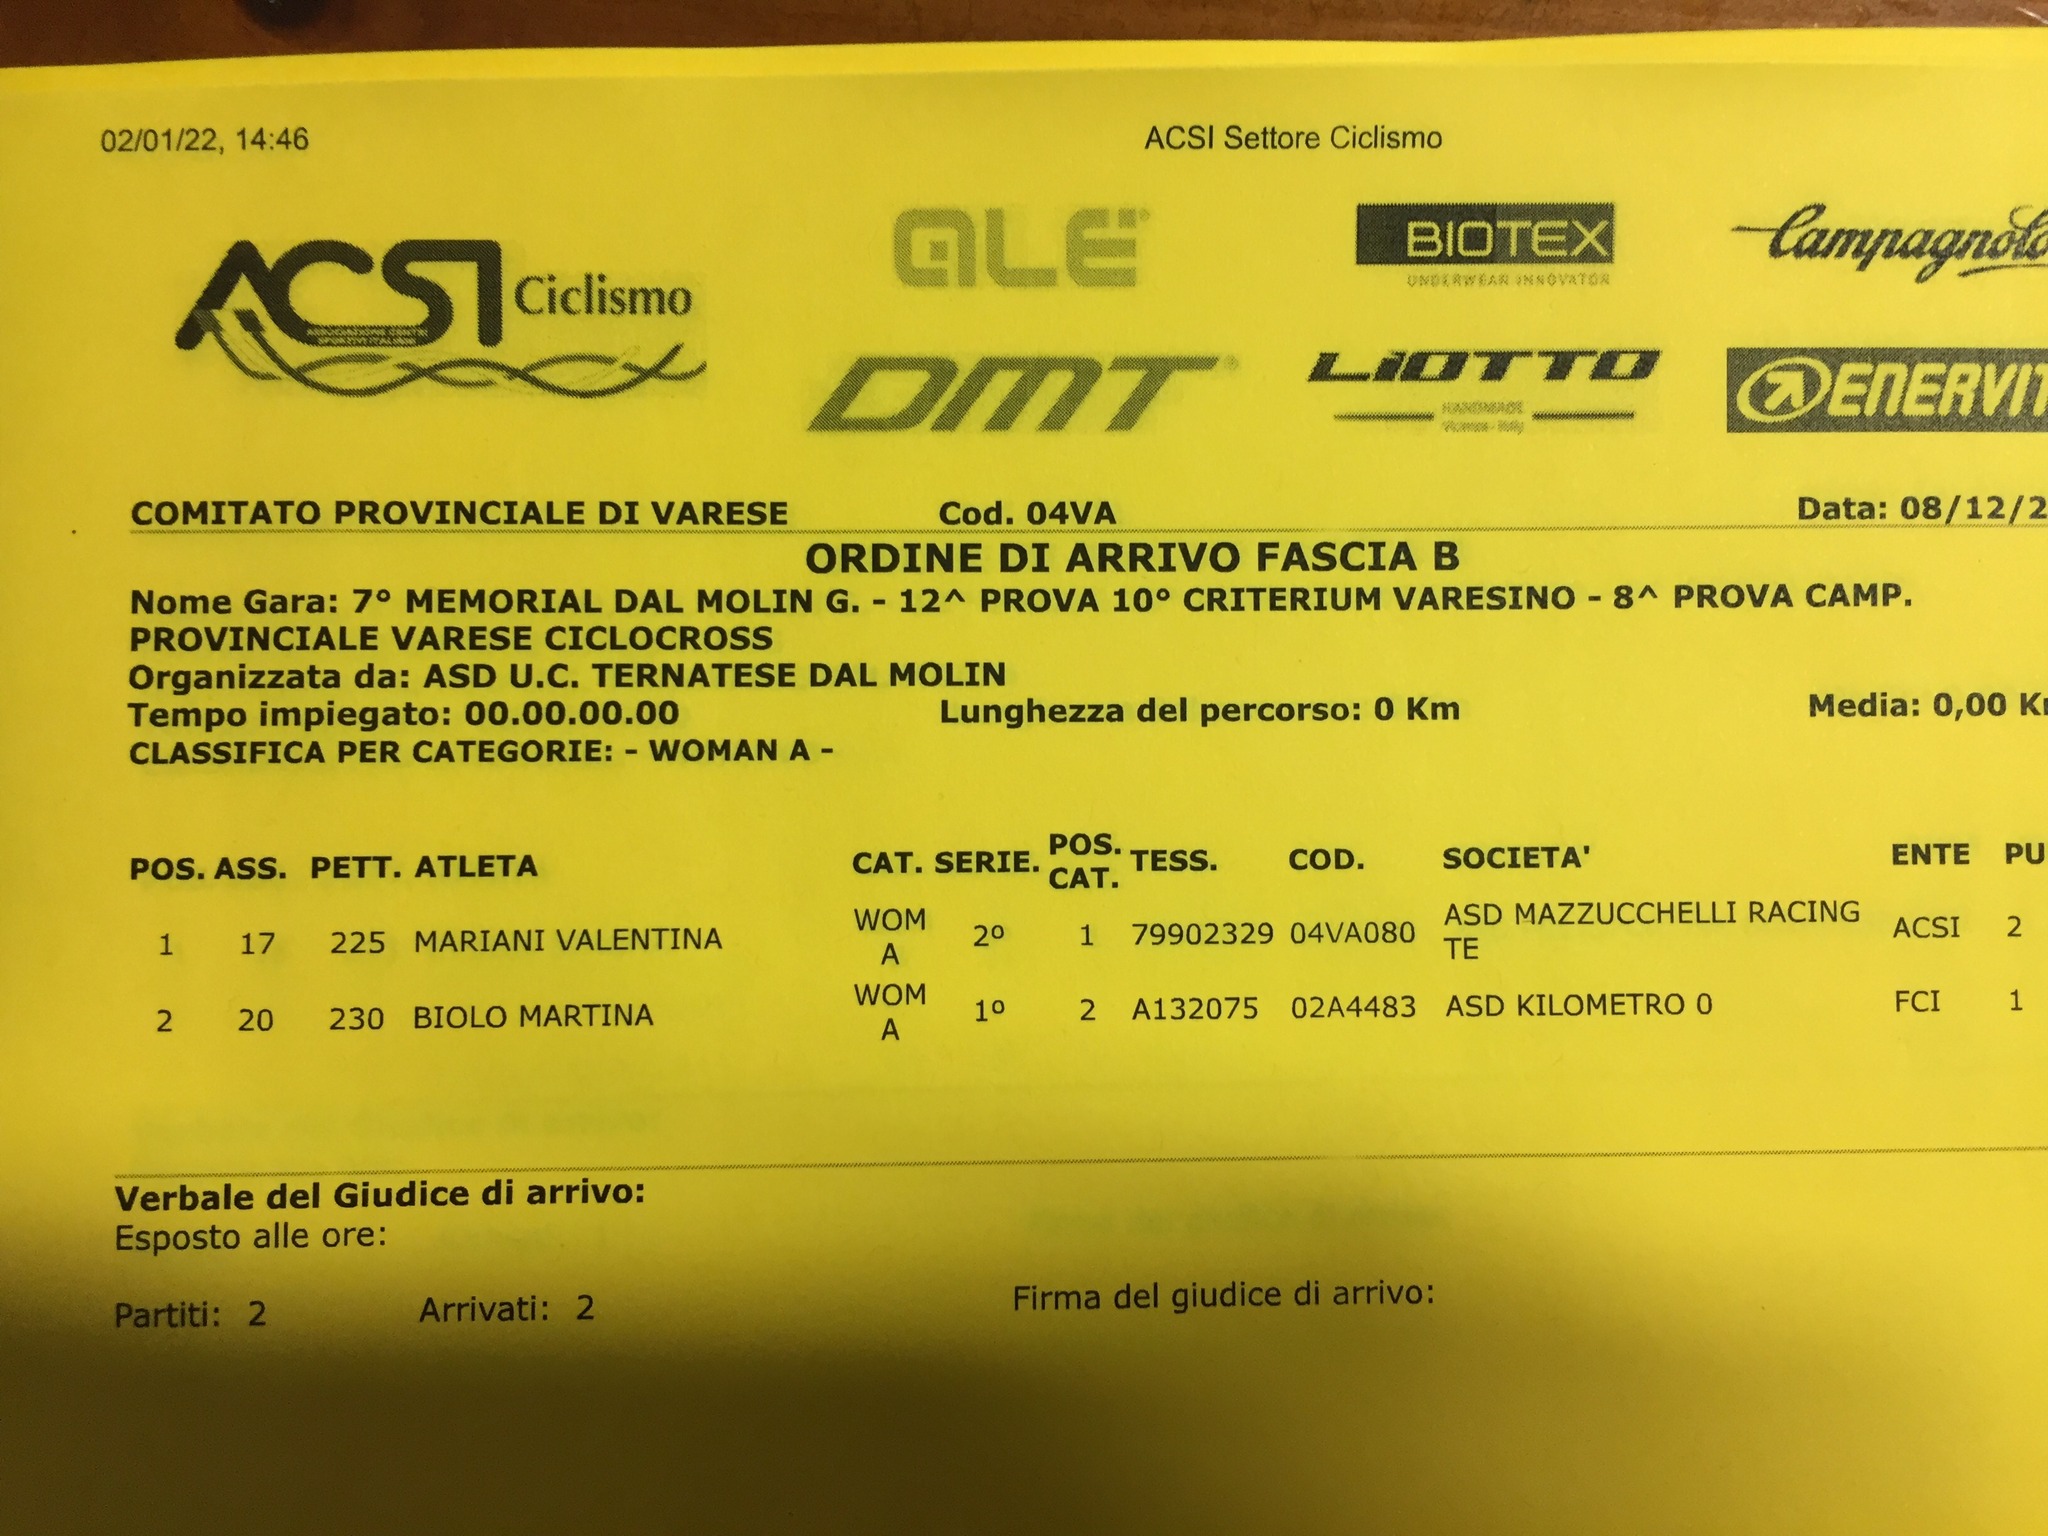 02/01/22, 14:46 ACSI Settore Ciclismo
ACSI Ciclismo
ALÉ BIOTEX Campagnolo
UNDERWEAR INNOVATOR
DMT LIOTTO ENERVIT
HANDMADE
Vicenza - Italy
COMITATO PROVINCIALE DI VARESE Cod. 04VA Data: 08/12/2
ORDINE DI ARRIVO FASCIA B
Nome Gara: 7° MEMORIAL DAL MOLIN G. - 12^ PROVA 10° CRITERIUM VARESINO - 8^ PROVA CAMP.
PROVINCIALE VARESE CICLOCROSS
Organizzata da: ASD U.C. TERNATESE DAL MOLIN
Tempo impiegato: 00.00.00.00 Lunghezza del percorso: 0 Km Media: 0,00 K
CLASSIFICA PER CATEGORIE: - WOMAN A -
POS. ASS. PETT. ATLETA CAT. SERIE. POS. CAT. TESS. COD. SOCIETA' ENTE PU
1 17 225 MARIANI VALENTINA WOM A 2º 1 79902329 04VA080 ASD MAZZUCCHELLI RACING TE ACSI 2
2 20 230 BIOLO MARTINA WOM A 1º 2 A132075 02A4483 ASD KILOMETRO 0 FCI 1
Verbale del Giudice di arrivo:
Esposto alle ore:
Partiti: 2 Arrivati: 2 Firma del giudice di arrivo: